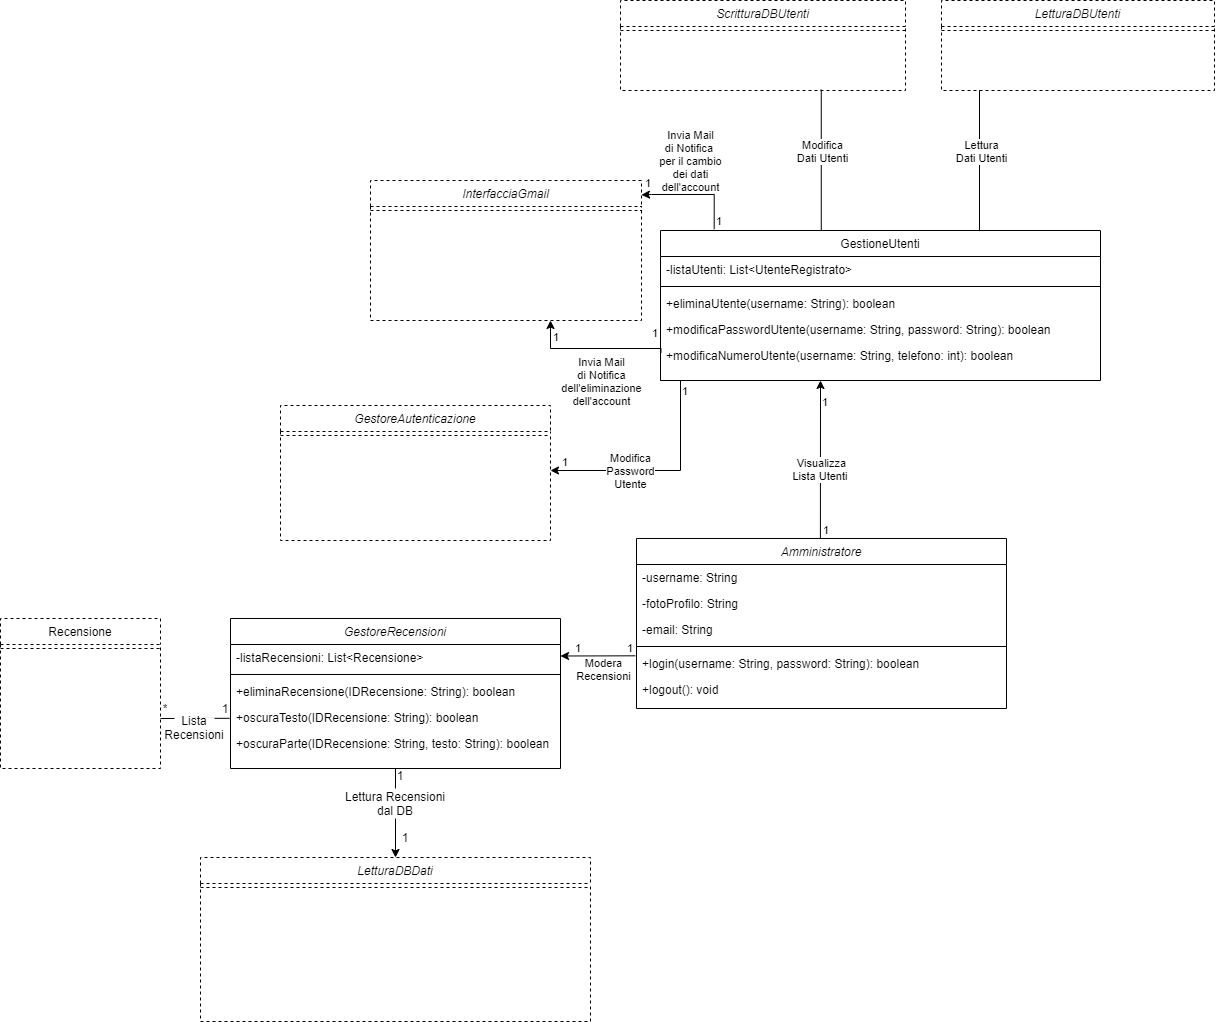 ScritturaDBUtenti
LetturaDBUtenti
Modifica
Dati Utenti
Lettura
Dati Utenti
Invia Mail
di Notifica
per il cambio
dei dati
dell'account
1
1
InterfacciaGmail
GestioneUtenti
-listaUtenti: List<UtenteRegistrato>
+eliminaUtente(username: String): boolean
+modificaPasswordUtente(username: String, password: String): boolean
+modificaNumeroUtente(username: String, telefono: int): boolean
1
1
Invia Mail
di Notifica
dell'eliminazione
dell'account
1
1
GestoreAutenticazione
1
Modifica
Password
Utente
Visualizza
Lista Utenti
1
Amministratore
-username: String
-fotoProfilo: String
-email: String
+login(username: String, password: String): boolean
+logout(): void
1
1
Modera
Recensioni
Recensione
GestoreRecensioni
-listaRecensioni: List<Recensione>
+eliminaRecensione(IDRecensione: String): boolean
+oscuraTesto(IDRecensione: String): boolean
+oscuraParte(IDRecensione: String, testo: String): boolean
*
1
Lista
Recensioni
1
Lettura Recensioni
dal DB
1
LetturaDBDati